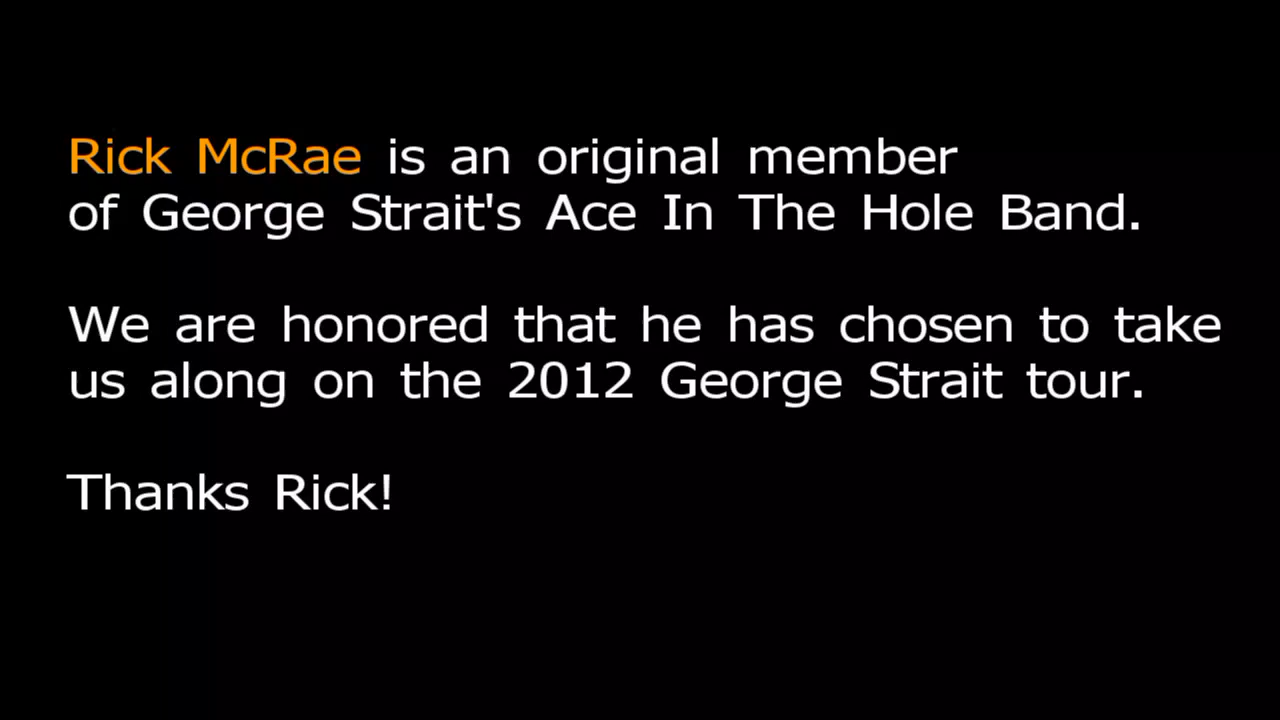 Rick McRae is an original member
of George Strait's Ace In The Hole Band.
We are honored that he has chosen to take
us along on the 2012 George Strait tour.
Thanks Rick!